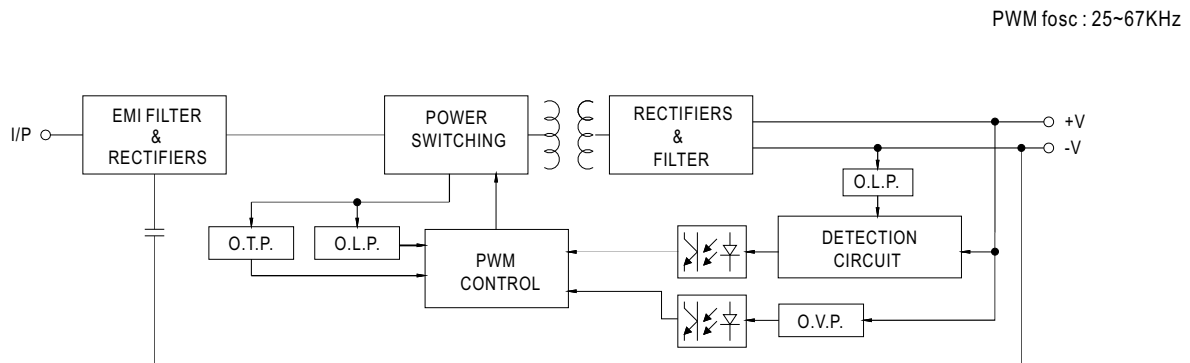 PWM fosc : 25~67KHz
I/P
EMI FILTER
&
RECTIFIERS
POWER
SWITCHING
RECTIFIERS
&
FILTER
+V
-V
O.L.P.
O.T.P.
O.L.P.
PWM
CONTROL
DETECTION
CIRCUIT
O.V.P.